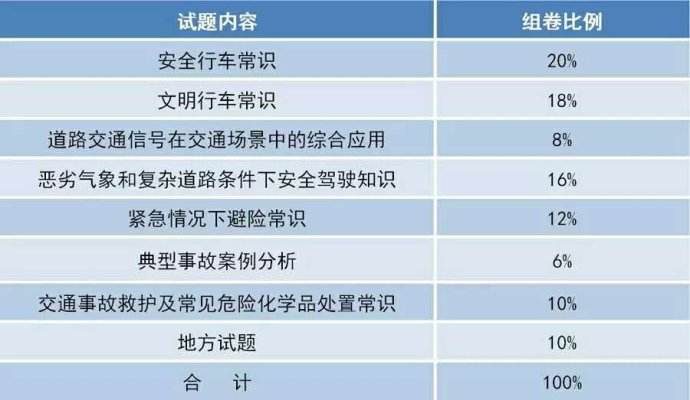 试题内容 组卷比例
安全行车常识 20%
文明行车常识 18%
道路交通信号在交通场景中的综合应用 8%
恶劣气象和复杂道路条件下安全驾驶知识 16%
紧急情况下避险常识 12%
典型事故案例分析 6%
交通事故救护及常见危险化学品处置常识 10%
地方试题 10%
合 计 100%